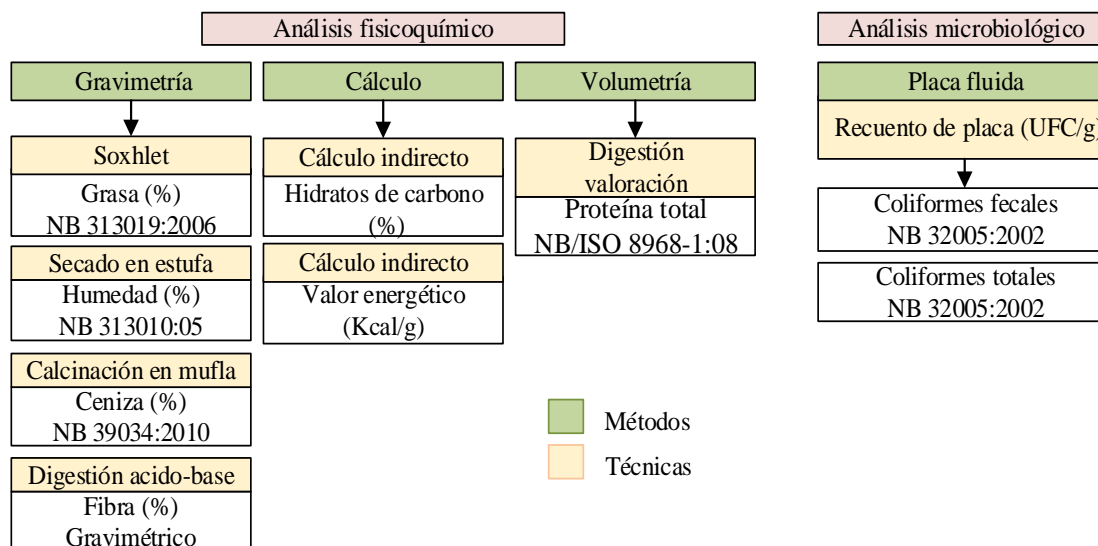 Análisis fisicoquímico
Gravimetría
Soxhlet
Grasa (%)
NB 313019:2006
Secado en estufa
Humedad (%)
NB 313010:05
Calcinación en mufla
Ceniza (%)
NB 39034:2010
Digestión acido-base
Fibra (%)
Gravimétrico
Cálculo
Cálculo indirecto
Hidratos de carbono
(%)
Cálculo indirecto
Valor energético
(Kcal/g)
Volumetría
Digestión
valoración
Proteína total
NB/ISO 8968-1:08
Análisis microbiológico
Placa fluida
Recuento de placa (UFC/g)
Coliformes fecales
NB 32005:2002
Coliformes totales
NB 32005:2002
Métodos
Técnicas